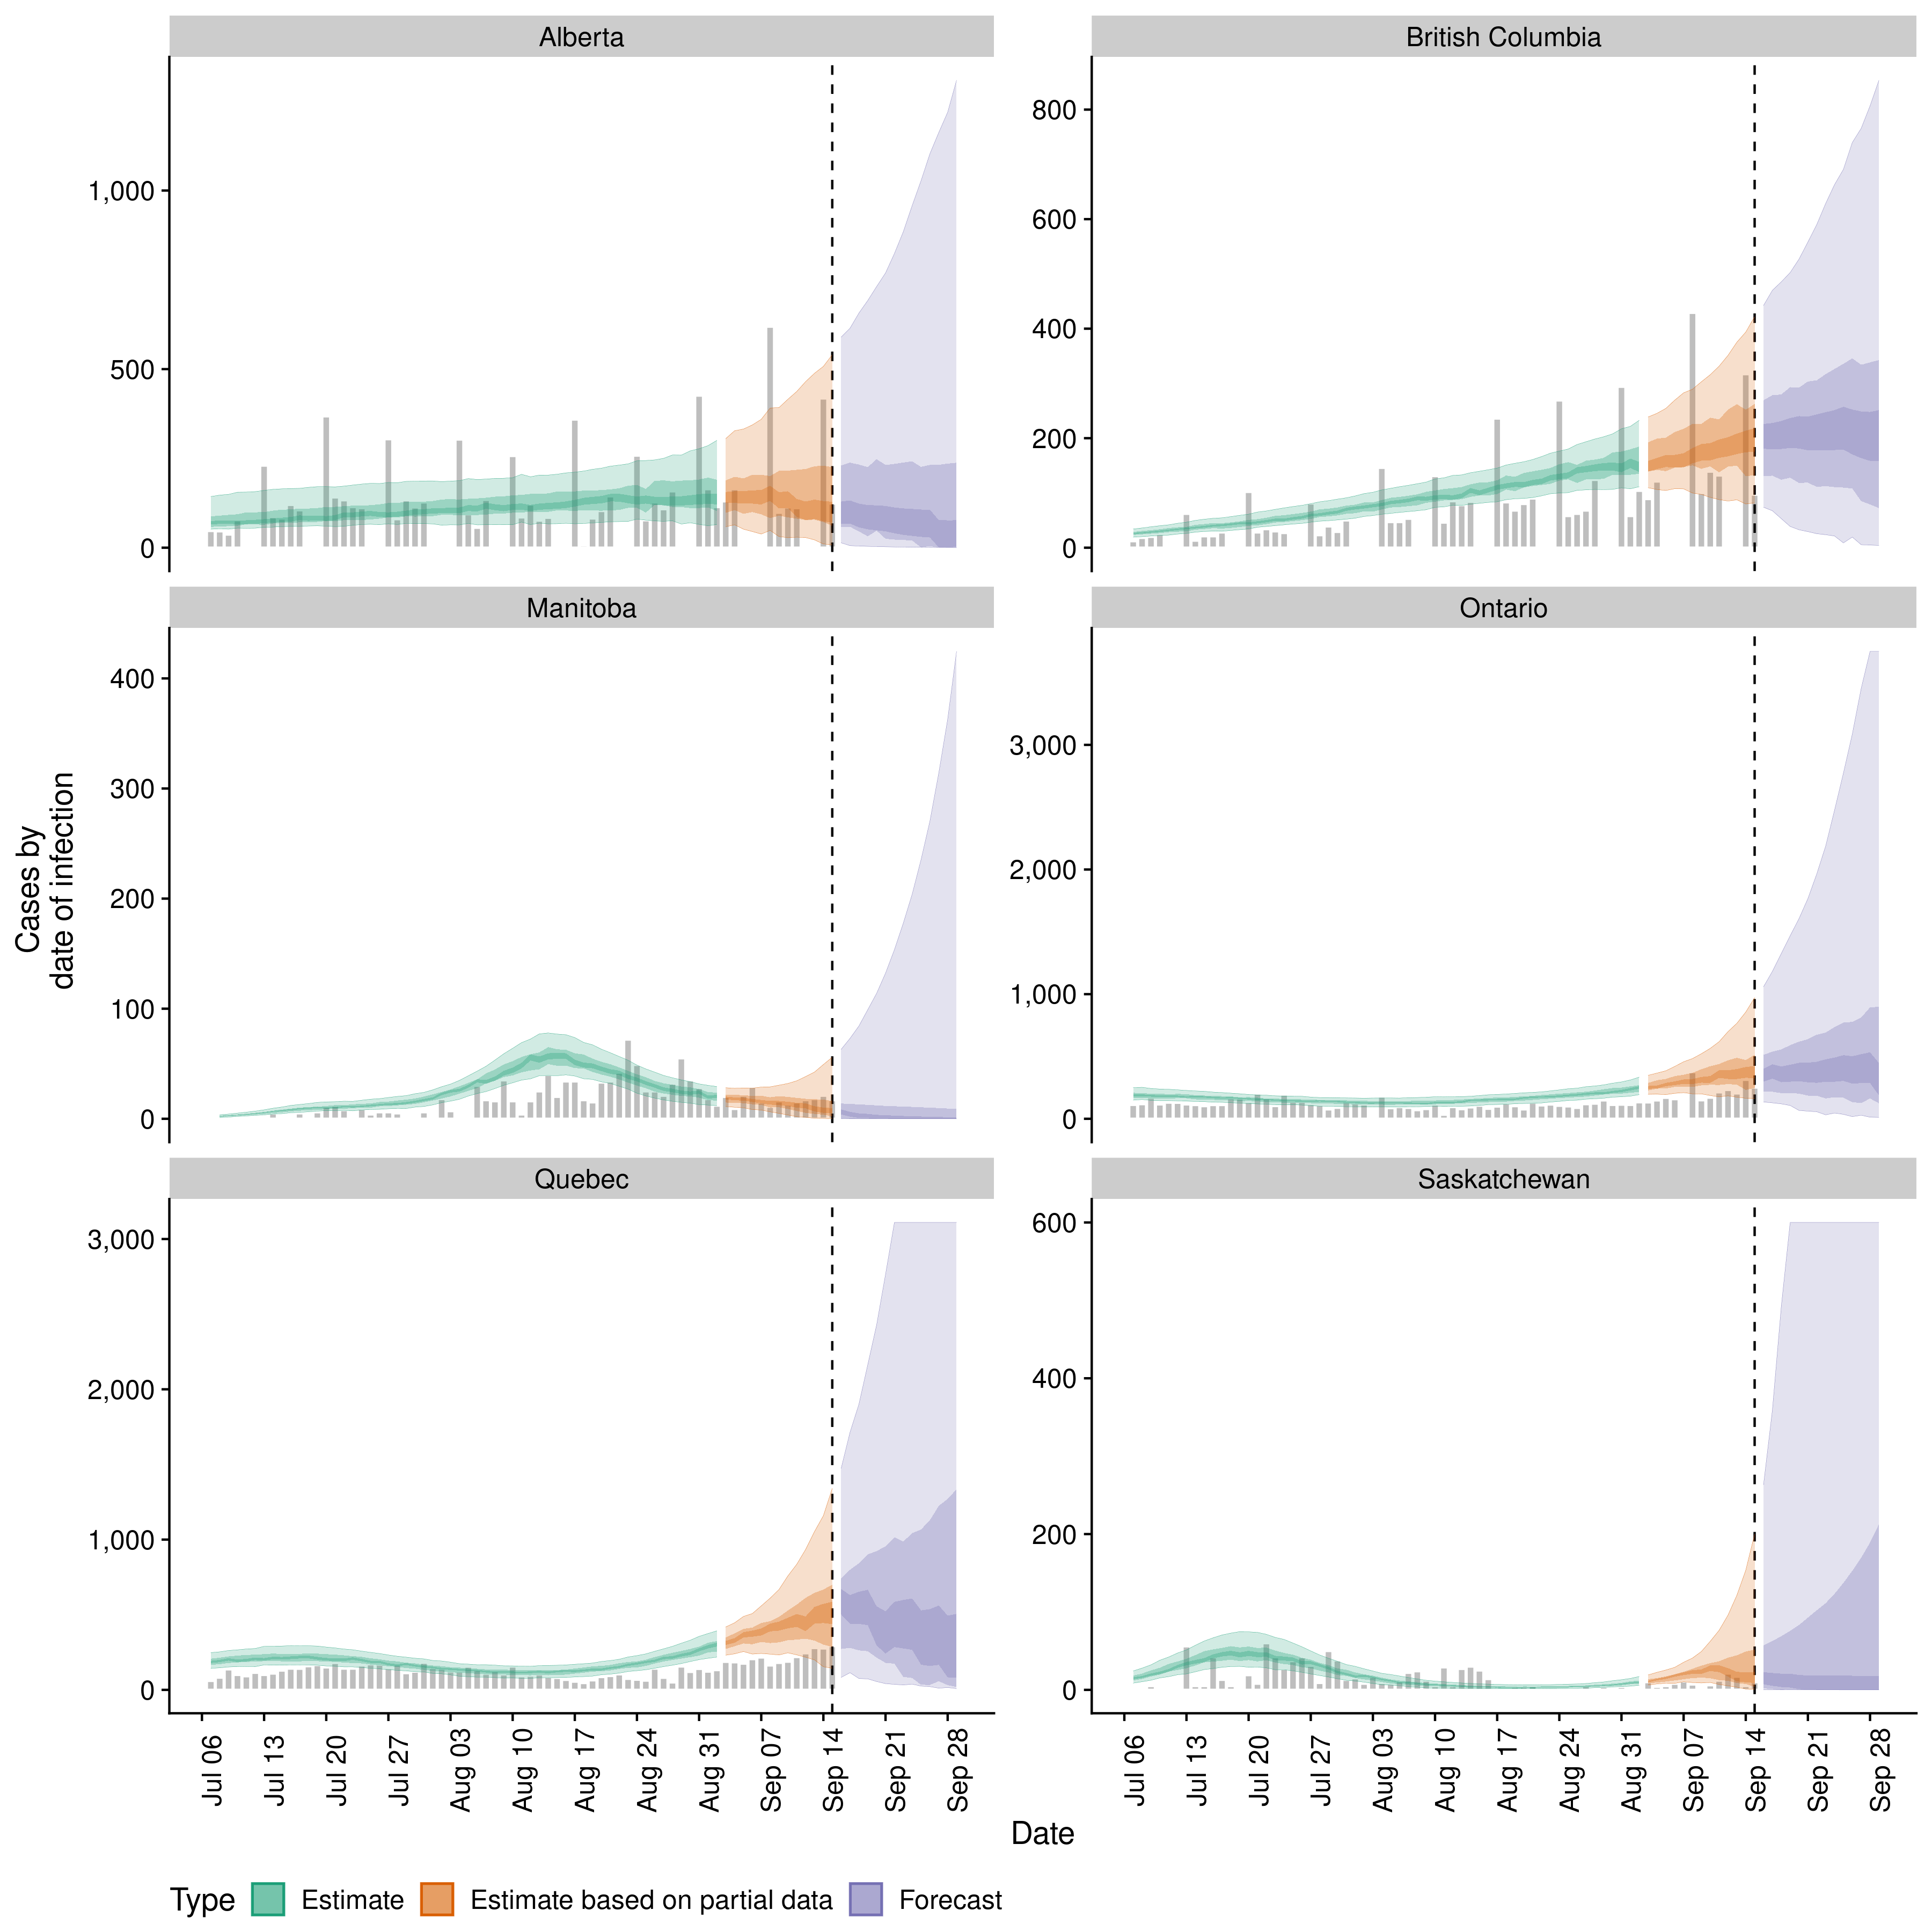 Alberta
British Columbia
1,000
500
0
800
600
400
200
0
Manitoba
Ontario
400
300
200
100
0
3,000
2,000
1,000
0
Cases by
date of infection
Quebec
Saskatchewan
3,000
2,000
1,000
0
600
400
200
0
Jul 06 Jul 13 Jul 20 Jul 27 Aug 03 Aug 10 Aug 17 Aug 24 Aug 31 Sep 07 Sep 14 Sep 21 Sep 28
Jul 06 Jul 13 Jul 20 Jul 27 Aug 03 Aug 10 Aug 17 Aug 24 Aug 31 Sep 07 Sep 14 Sep 21 Sep 28
Date
Type Estimate Estimate based on partial data Forecast